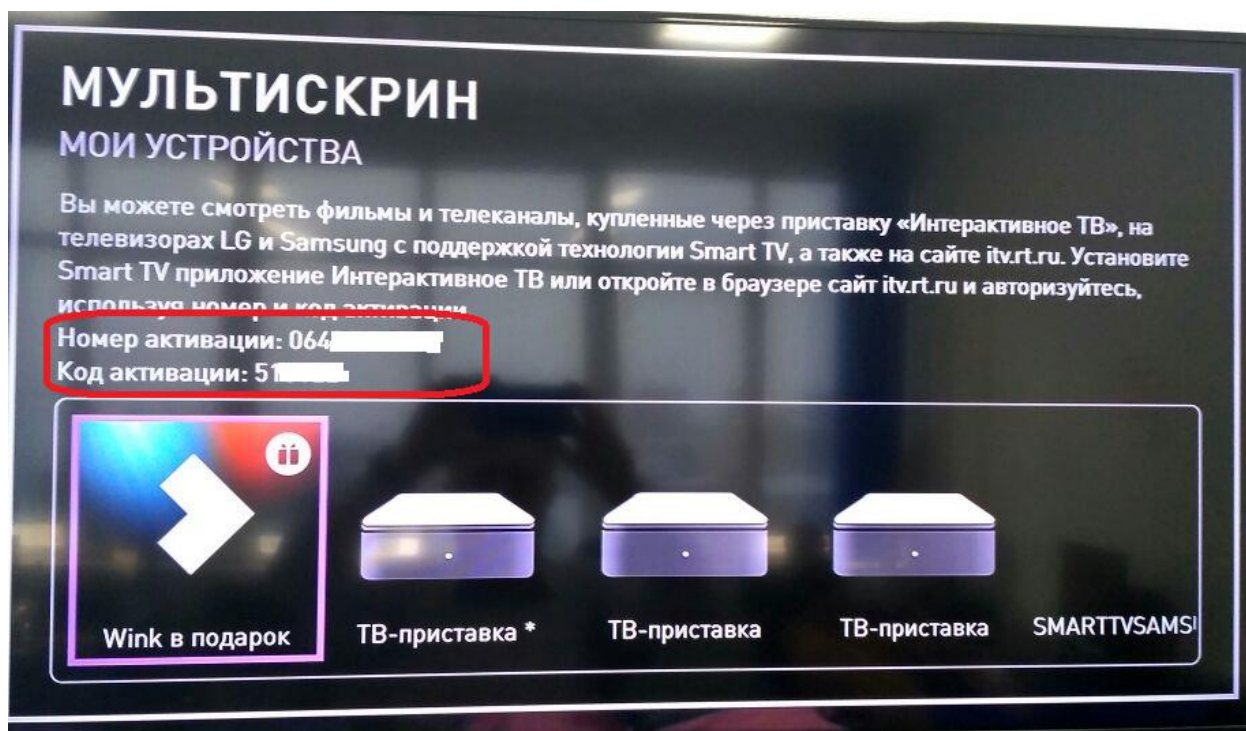 МУЛЬТИСКРИН
МОИ УСТРОЙСТВА
Вы можете смотреть фильмы и телеканалы, купленные через приставку «Интерактивное ТВ», на
телевизорах LG и Samsung с поддержкой технологии Smart TV, а также на сайте itv.rt.ru. Установите
Smart TV приложение Интерактивное ТВ или откройте в браузере сайт itv.rt.ru и авторизуйтесь,
используя номер и код активации
Номер активации: 064
Код активации: 51
Wink в подарок
ТВ-приставка *
ТВ-приставка
ТВ-приставка
SMARTTVSAMS